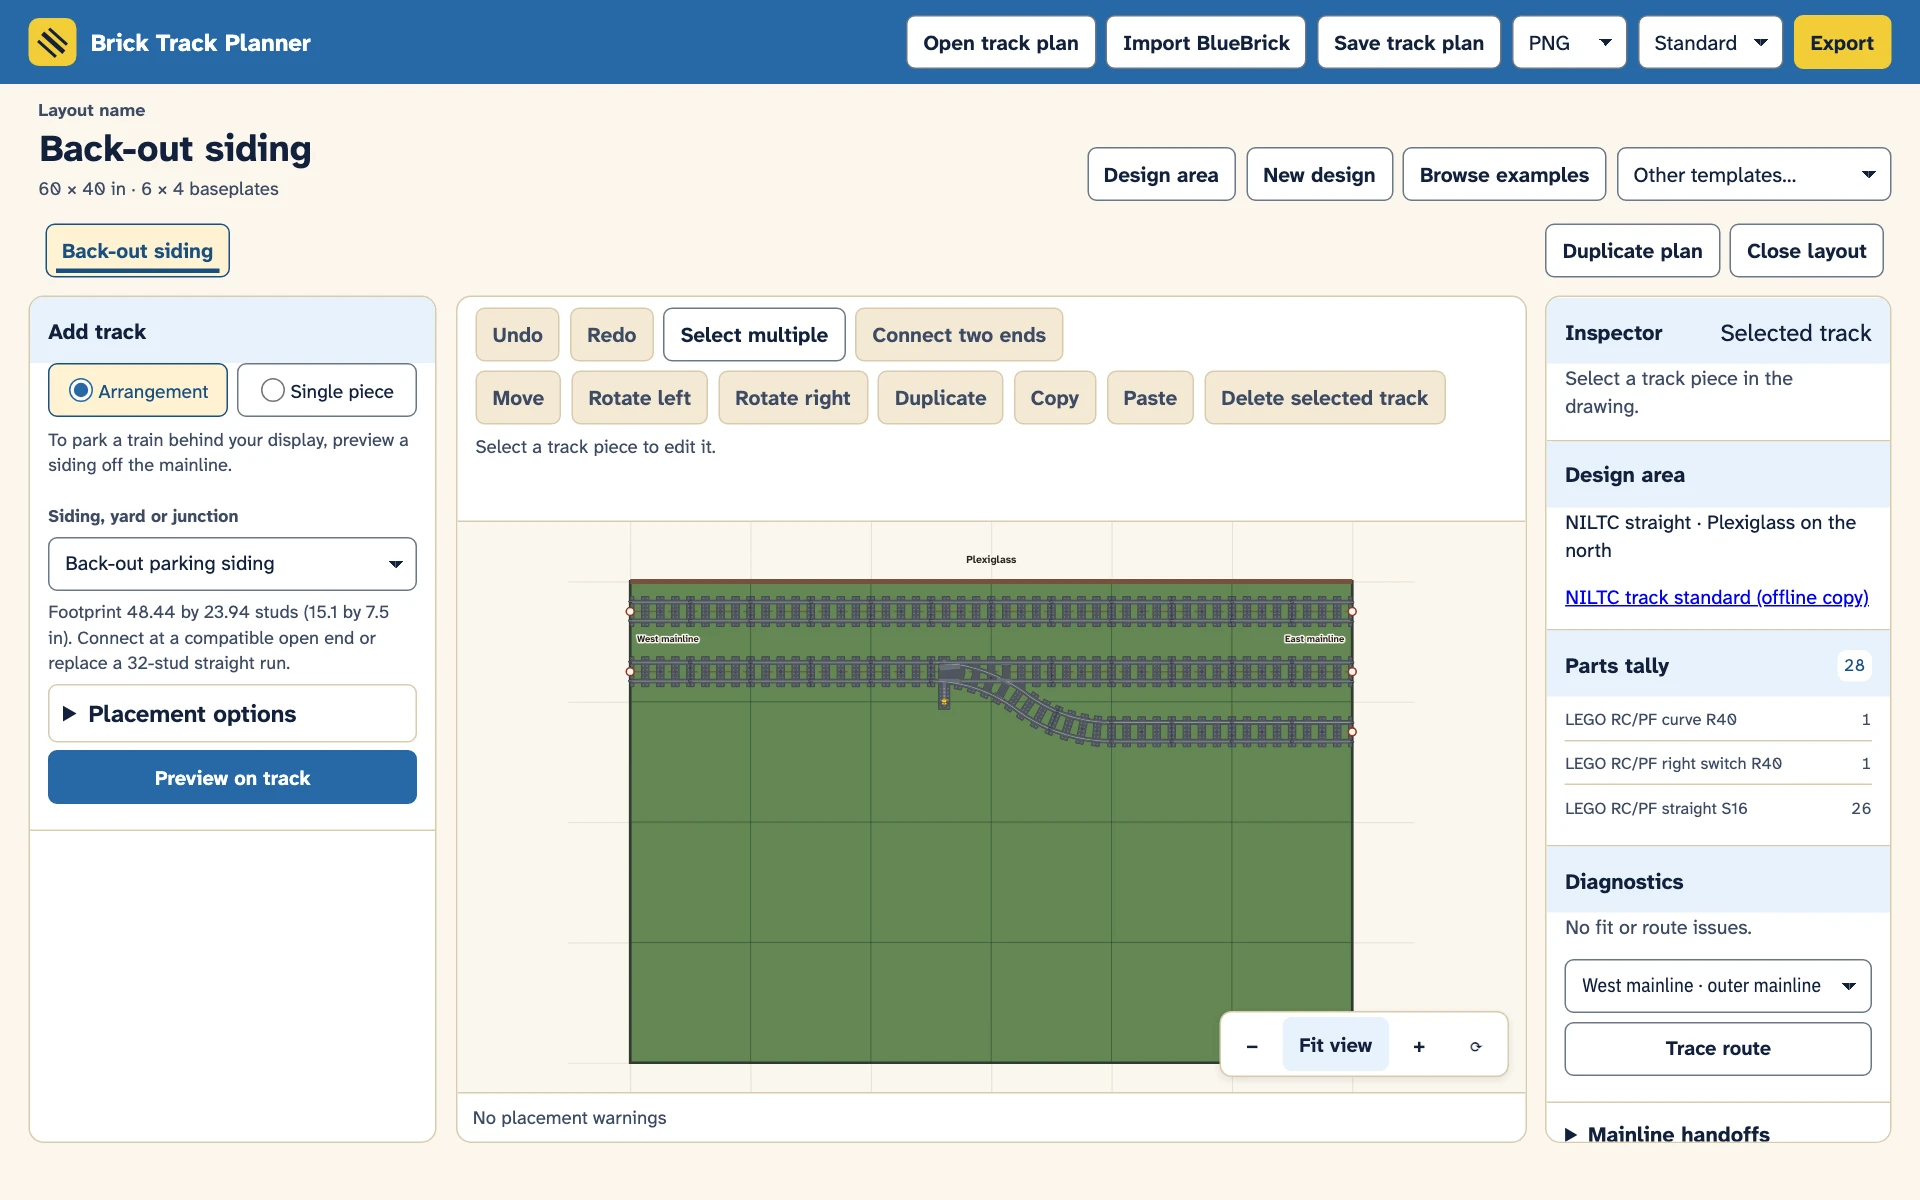 Brick Track Planner
Open track plan
Import BlueBrick
Save track plan
PNG
Standard
Export
Layout name
Back-out siding
60 × 40 in · 6 × 4 baseplates
Design area
New design
Browse examples
Other templates...
Back-out siding
Duplicate plan
Close layout
Add track
Arrangement
Single piece
To park a train behind your display, preview a
siding off the mainline.
Siding, yard or junction
Back-out parking siding
Footprint 48.44 by 23.94 studs (15.1 by 7.5
in). Connect at a compatible open end or
replace a 32-stud straight run.
Placement options
Preview on track
Undo
Redo
Select multiple
Connect two ends
Move
Rotate left
Rotate right
Duplicate
Copy
Paste
Delete selected track
Select a track piece to edit it.
Plexiglass
West mainline
East mainline
− Fit view + ⟳
No placement warnings
Inspector
Selected track
Select a track piece in the
drawing.
Design area
NILTC straight · Plexiglass on the
north
NILTC track standard (offline copy)
Parts tally 28
LEGO RC/PF curve R40 1
LEGO RC/PF right switch R40 1
LEGO RC/PF straight S16 26
Diagnostics
No fit or route issues.
West mainline · outer mainline
Trace route
Mainline handoffs